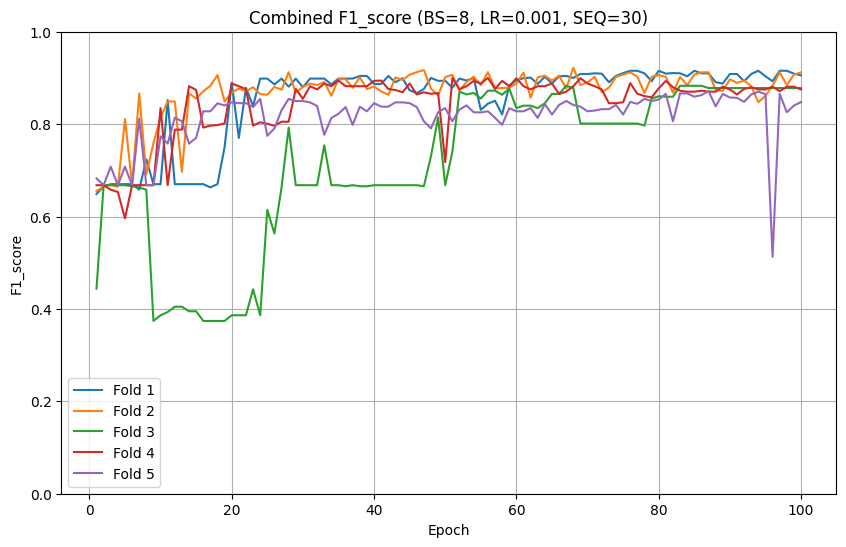 Combined F1_score (BS=8, LR=0.001, SEQ=30)
1.0
0.8
0.6
0.4
0.2
0.0
F1_score
Fold 1
Fold 2
Fold 3
Fold 4
Fold 5
0 20 40 60 80 100
Epoch